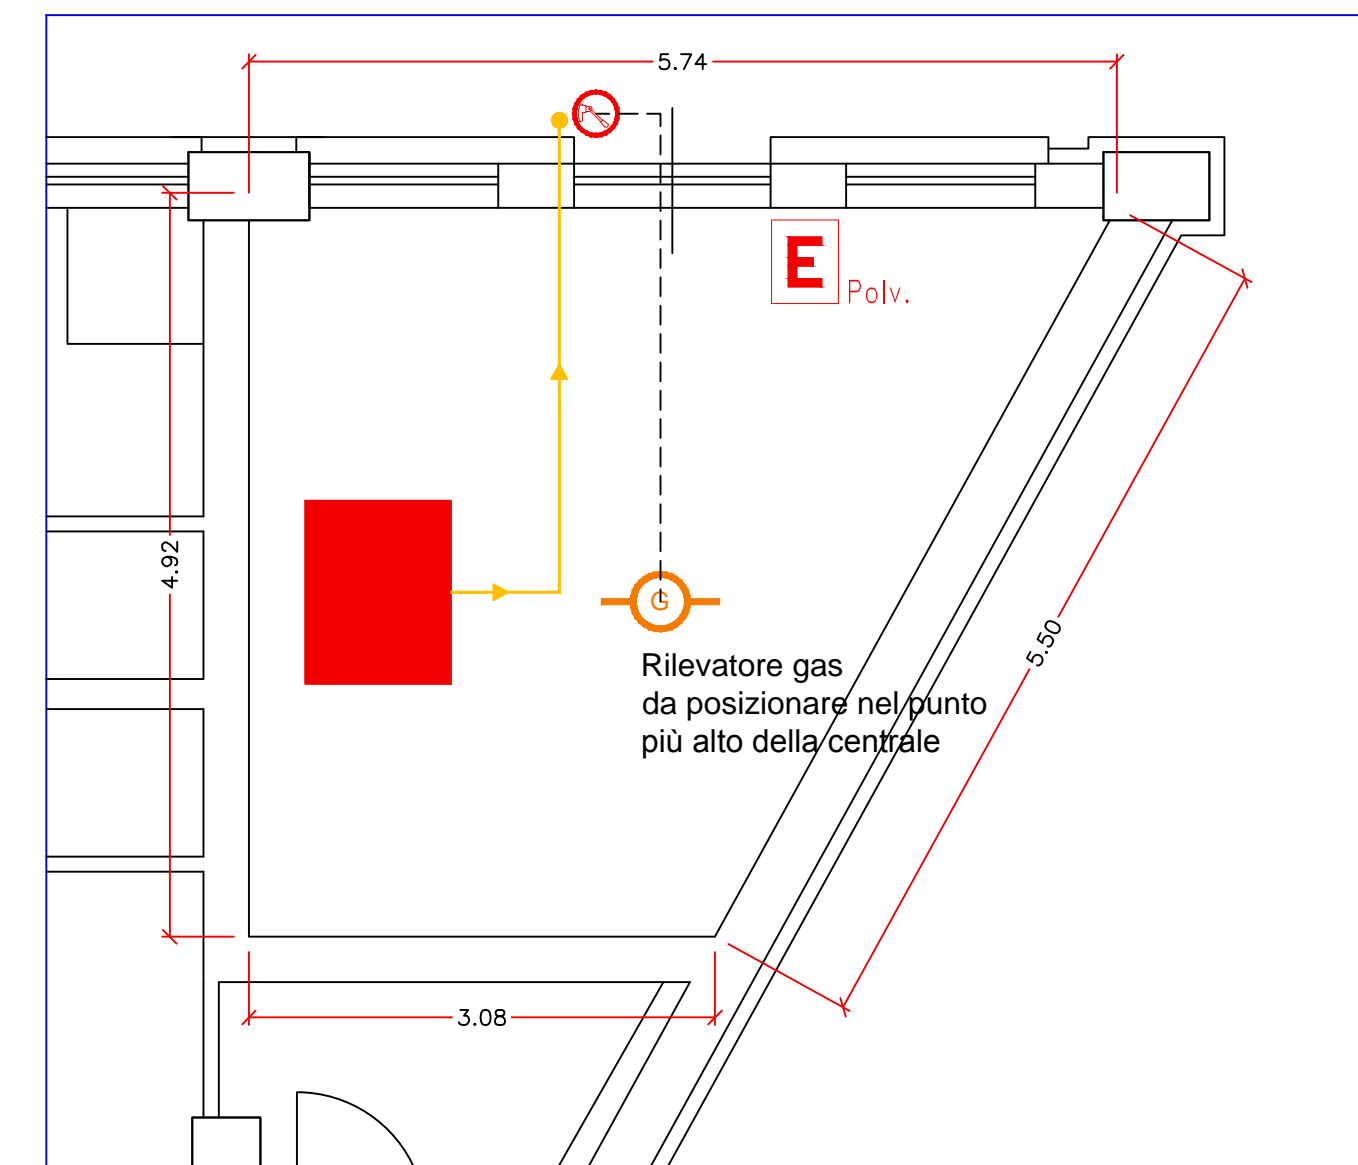 5.74
E
Polv.
4.92
G
5.50
Rilevatore gas
da posizionare nel punto
più alto della centrale
3.08